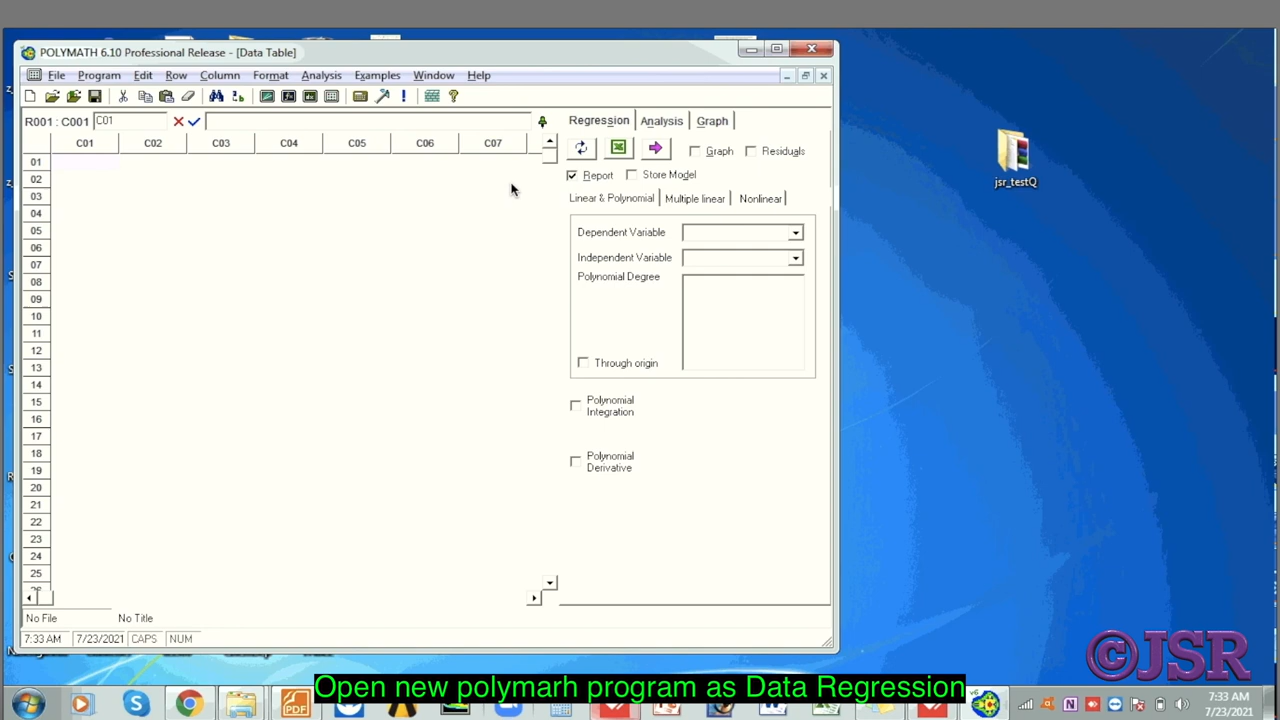 POLYMATH 6.10 Professional Release - [Data Table]
File Program Edit Row Column Format Analysis Examples Window Help
R001 : C001 C01
Regression Analysis Graph
C01 C02 C03 C04 C05 C06 C07
Graph Residuals
Report Store Model
Linear & Polynomial Multiple linear Nonlinear
Dependent Variable
Independent Variable
Polynomial Degree
Through origin
Polynomial
Integration
Polynomial
Derivative
01
02
03
04
05
06
07
08
09
10
11
12
13
14
15
16
17
18
19
20
21
22
23
24
25
No File No Title
7:33 AM 7/23/2021 CAPS NUM
jsr_testQ
©JSR
Open new polymarh program as Data Regression
PDF
v6
7:33 AM
7/23/2021